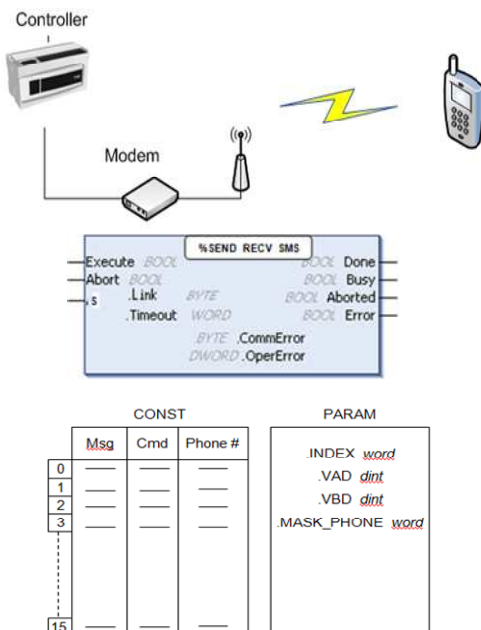 Controller
Modem
%SEND RECV SMS
Execute BOOL BOOL Done
Abort BOOL BOOL Busy
.s .Link BYTE BOOL Aborted
.Timeout WORD BOOL Error
BYTE .CommError
DWORD .OperError
CONST
Msg Cmd Phone #
0
1
2
3
15
PARAM
.INDEX word
.VAD dint
.VBD dint
.MASK_PHONE word